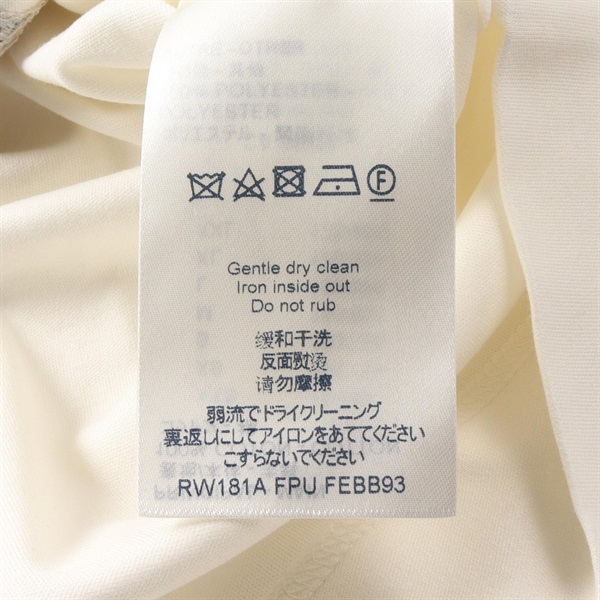 F
Gentle dry clean
Iron inside out
Do not rub
缓和干洗
反面熨烫
请勿摩擦
弱流でドライクリーニング
裏返しにしてアイロンをあててください
こすらないでください
RW181A FPU FEBB93